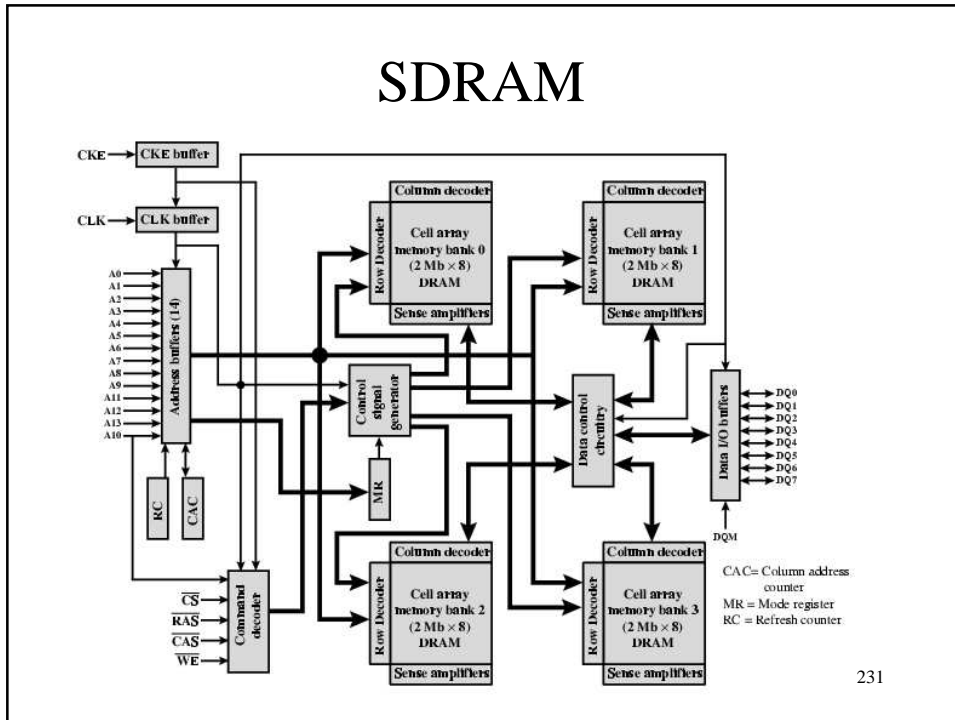 SDRAM
CKE
CKE buffer
CLK
CLK buffer
A0
A1
A2
A3
A4
A5
A6
A7
A8
A9
A11
A12
A13
A10
Address buffers (14)
RC
CAC
CS
RAS
CAS
WE
Command
decoder
Control
signal
generator
MR
Column decoder
Row Decoder
Cell array
memory bank 0
(2 Mb × 8)
DRAM
Sense amplifiers
Column decoder
Row Decoder
Cell array
memory bank 1
(2 Mb × 8)
DRAM
Sense amplifiers
Column decoder
Row Decoder
Cell array
memory bank 2
(2 Mb × 8)
DRAM
Sense amplifiers
Column decoder
Row Decoder
Cell array
memory bank 3
(2 Mb × 8)
DRAM
Sense amplifiers
Data control
circuitry
Data I/O buffers
DQ0
DQ1
DQ2
DQ3
DQ4
DQ5
DQ6
DQ7
DQM
CAC= Column address
counter
MR = Mode register
RC = Refresh counter
231